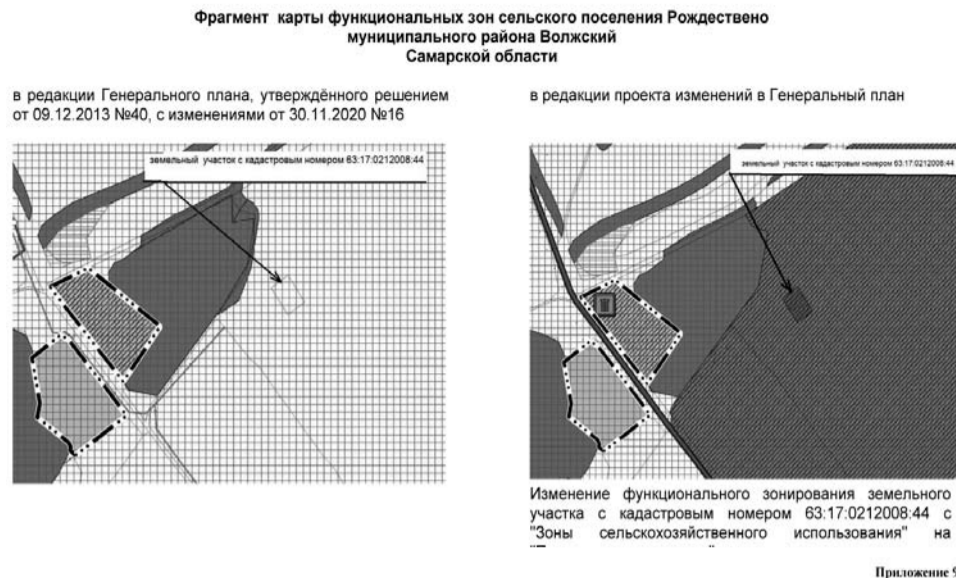 Фрагмент карты функциональных зон сельского поселения Рождествено
муниципального района Волжский
Самарской области
в редакции Генерального плана, утверждённого решением
от 09.12.2013 №40, с изменениями от 30.11.2020 №16
земельный участок с кадастровым номером 63:17:0212008:44
в редакции проекта изменений в Генеральный план
земельный участок с кадастровым номером 63:17:0212008:44
Изменение функционального зонирования земельного
участка с кадастровым номером 63:17:0212008:44 с
"Зоны сельскохозяйственного использования" на
Приложение 9